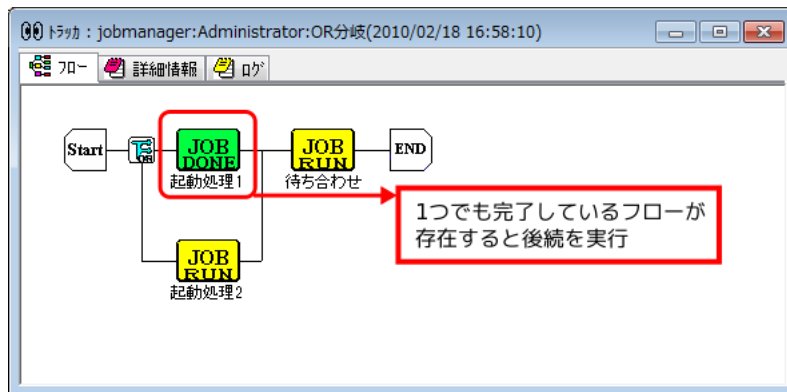 ﾄﾗｯｶ : jobmanager:Administrator:OR分岐(2010/02/18 16:58:10)
ﾌﾛｰ 詳細情報 ﾛｸﾞ
Start OR JOB DONE JOB RUN END
起動処理1 待ち合わせ
1つでも完了しているフローが
存在すると後続を実行
JOB RUN
起動処理2